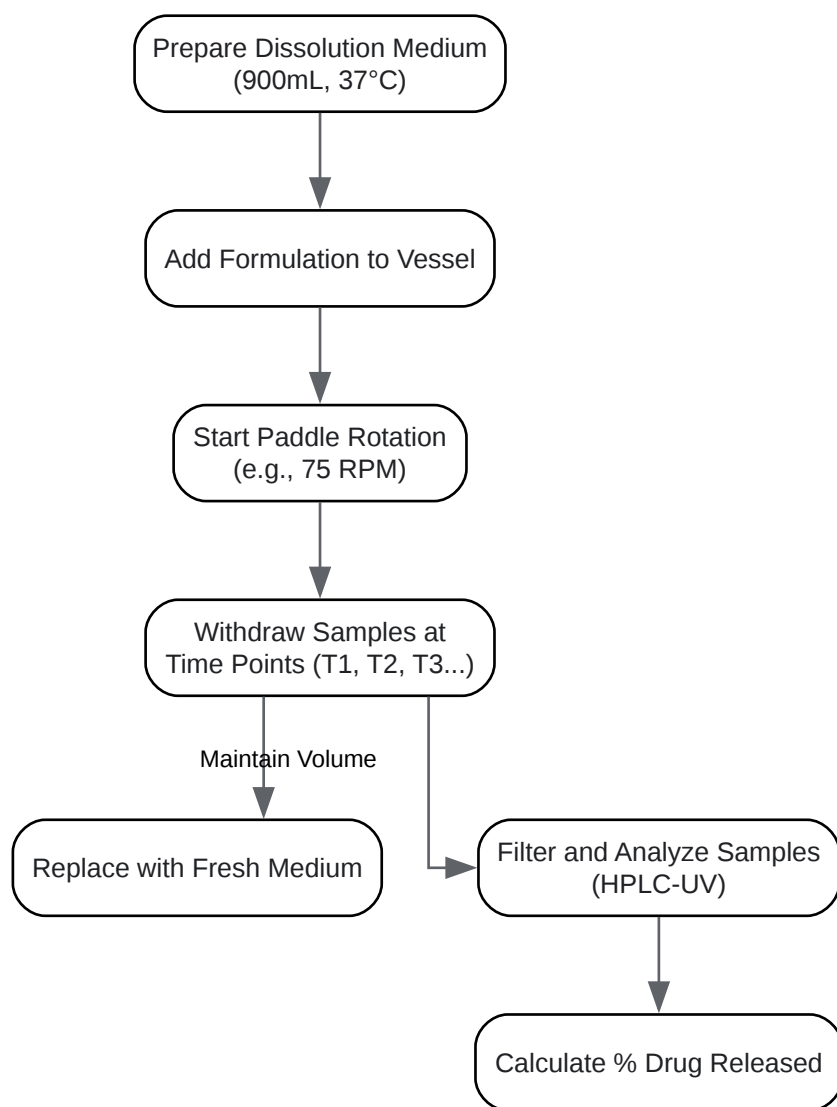 Prepare Dissolution Medium
(900mL, 37°C)
Add Formulation to Vessel
Start Paddle Rotation
(e.g., 75 RPM)
Withdraw Samples at
Time Points (T1, T2, T3...)
Maintain Volume
Replace with Fresh Medium
Filter and Analyze Samples
(HPLC-UV)
Calculate % Drug Released